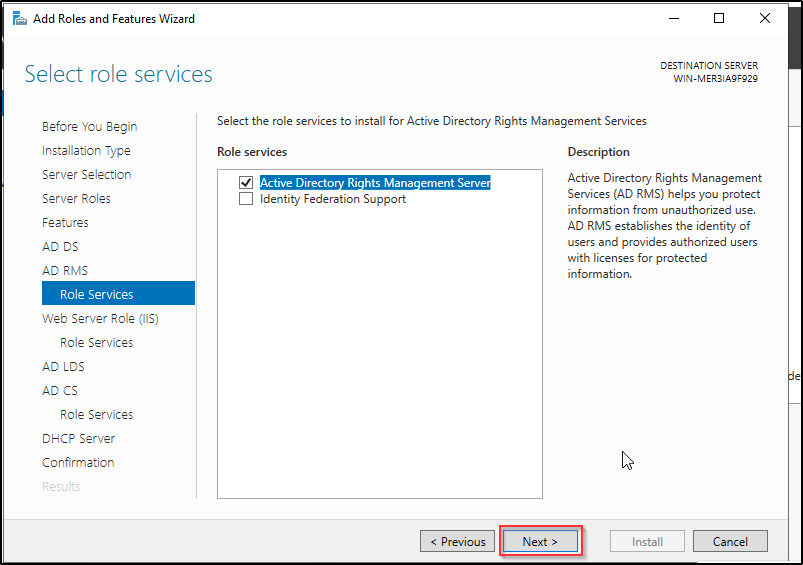 Add Roles and Features Wizard
Select role services
DESTINATION SERVER
WIN-MER3IA9F929
Before You Begin
Installation Type
Server Selection
Server Roles
Features
AD DS
AD RMS
Role Services
Web Server Role (IIS)
Role Services
AD LDS
AD CS
Role Services
DHCP Server
Confirmation
Results
Select the role services to install for Active Directory Rights Management Services
Role services
Active Directory Rights Management Server
Identity Federation Support
Description
Active Directory Rights Management
Services (AD RMS) helps you protect
information from unauthorized use.
AD RMS establishes the identity of
users and provides authorized users
with licenses for protected
information.
de
< Previous
Next >
Install
Cancel